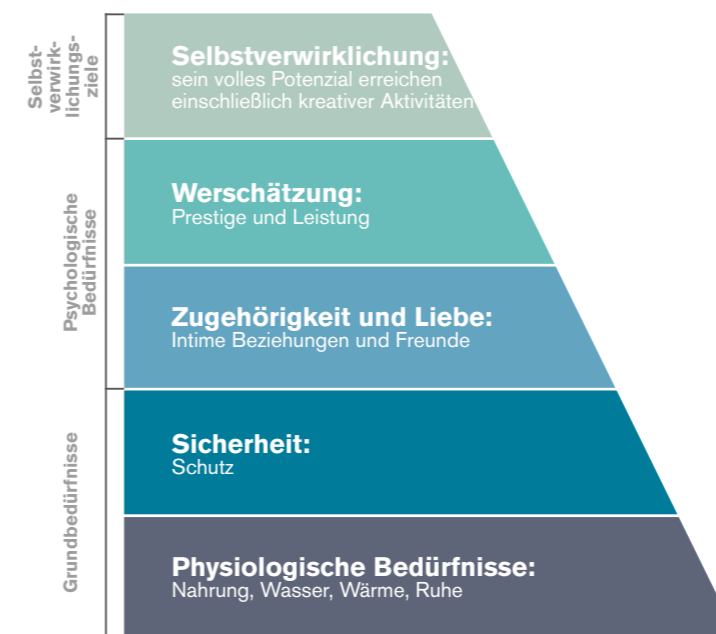 Selbst-
verwirk-
lichungs-
ziele
Selbstverwirklichung:
sein volles Potenzial erreichen
einschließlich kreativer Aktivitäten
Psychologische
Bedürfnisse
Werschätzung:
Prestige und Leistung
Zugehörigkeit und Liebe:
Intime Beziehungen und Freunde
Grundbedürfnisse
Sicherheit:
Schutz
Physiologische Bedürfnisse:
Nahrung, Wasser, Wärme, Ruhe